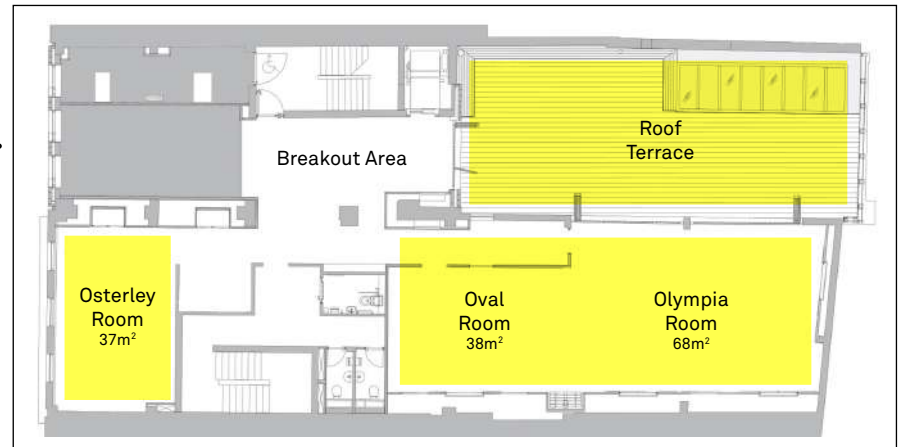 Roof
Terrace
Breakout Area
Osterley
Room
37m²
Oval
Room
38m²
Olympia
Room
68m²